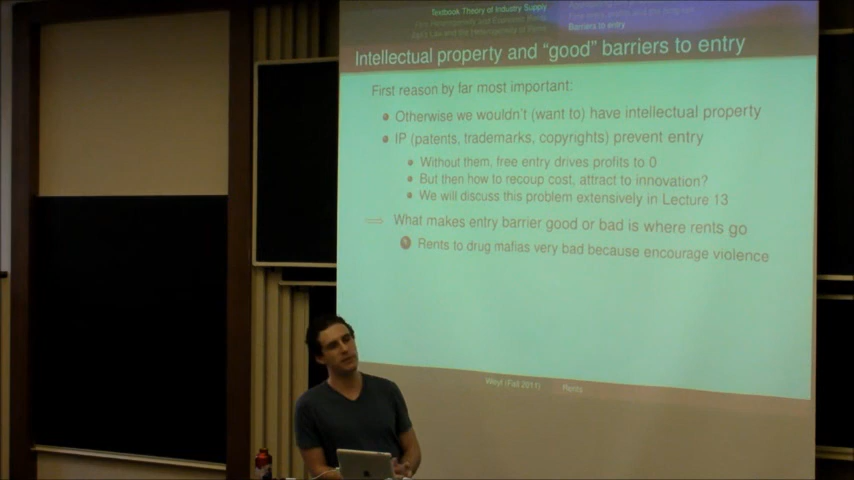 Textbook Theory of Industry Supply
Barriers to entry
Intellectual property and “good” barriers to entry
First reason by far most important:
Otherwise we wouldn't (want to) have intellectual property
IP (patents, trademarks, copyrights) prevent entry
Without them, free entry drives profits to 0
But then how to recoup cost, attract to innovation?
We will discuss this problem extensively in Lecture 13
⟹ What makes entry barrier good or bad is where rents go
Rents to drug mafias very bad because encourage violence
Weyl (Fall 2011) Rents